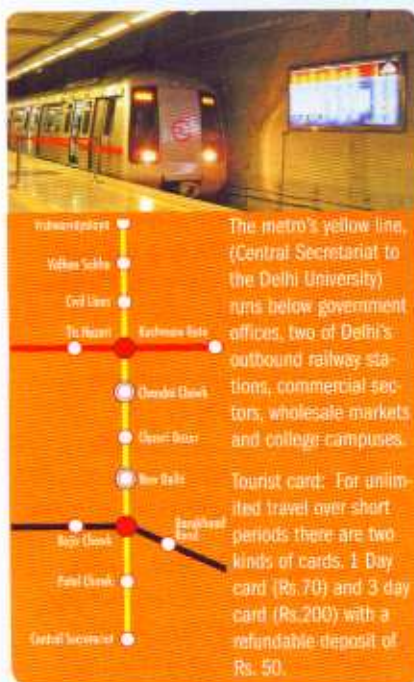 Vishwavidyalaya
Vidhan Sabha
Civil Lines
Tis Hazari
Kashmere Gate
Chandni Chowk
Chawri Bazar
New Delhi
Rajiv Chowk
Barakhamba Road
Patel Chowk
Central Secretariat
The metro's yellow line,
(Central Secretariat to
the Delhi University)
runs below government
offices, two of Delhi's
outbound railway sta-
tions, commercial sec-
tors, wholesale markets
and college campuses.
Tourist card: For unlim-
ited travel over short
periods there are two
kinds of cards. 1 Day
card (Rs.70) and 3 day
card (Rs.200) with a
refundable deposit of
Rs. 50.